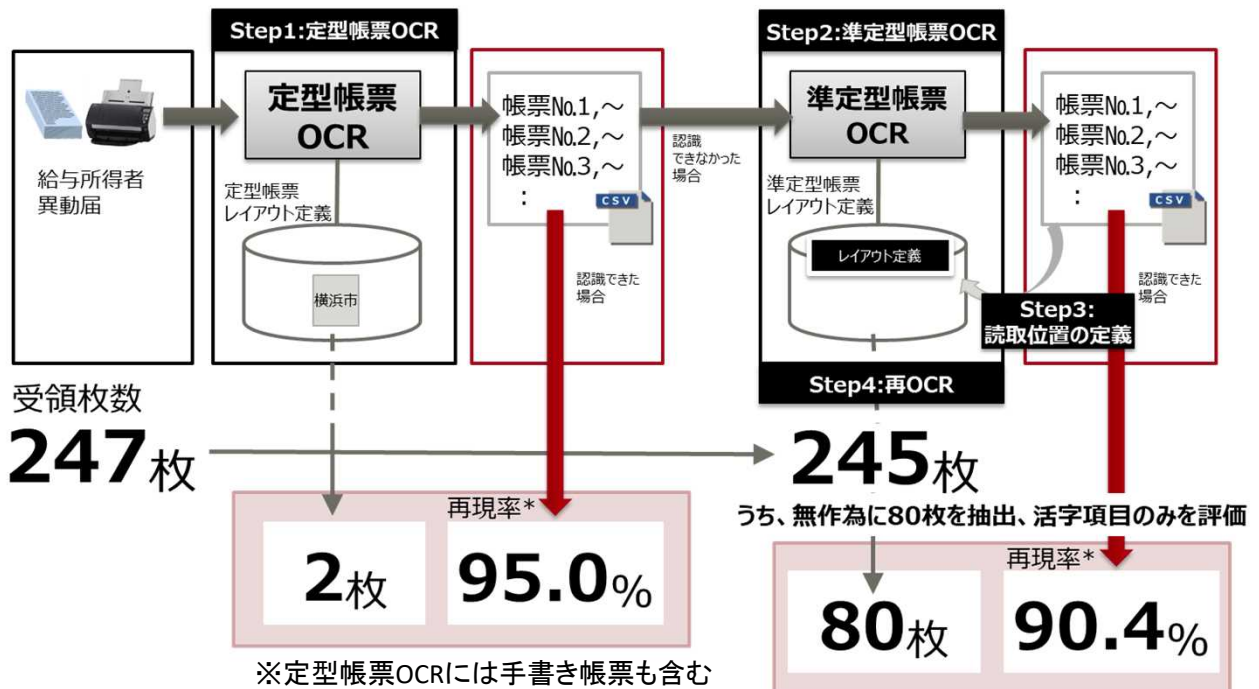 Step1:定型帳票OCR
定型帳票
OCR
給与所得者
異動届
定型帳票
レイアウト定義
横浜市
帳票No.1,～
帳票No.2,～
帳票No.3,～
:
CSV
認識
できなかった
場合
認識できた
場合
Step2:準定型帳票OCR
準定型帳票
OCR
準定型帳票
レイアウト定義
レイアウト定義
帳票No.1,～
帳票No.2,～
帳票No.3,～
:
CSV
認識できた
場合
Step3:
読取位置の定義
Step4:再OCR
受領枚数
247枚
245枚
うち、無作為に80枚を抽出、活字項目のみを評価
再現率*
2枚
95.0%
再現率*
80枚
90.4%
※定型帳票OCRには手書き帳票も含む